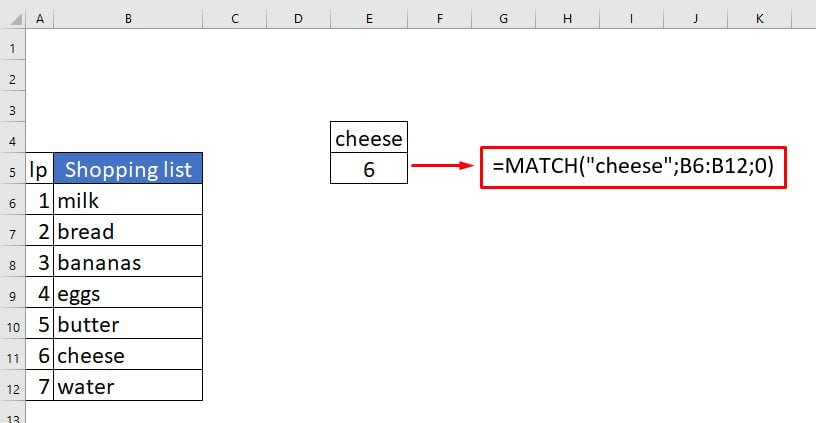 A B C D E F G H I J K
1
2
3
4 cheese
5 lp Shopping list 6 =MATCH("cheese";B6:B12;0)
6 1 milk
7 2 bread
8 3 bananas
9 4 eggs
10 5 butter
11 6 cheese
12 7 water
13